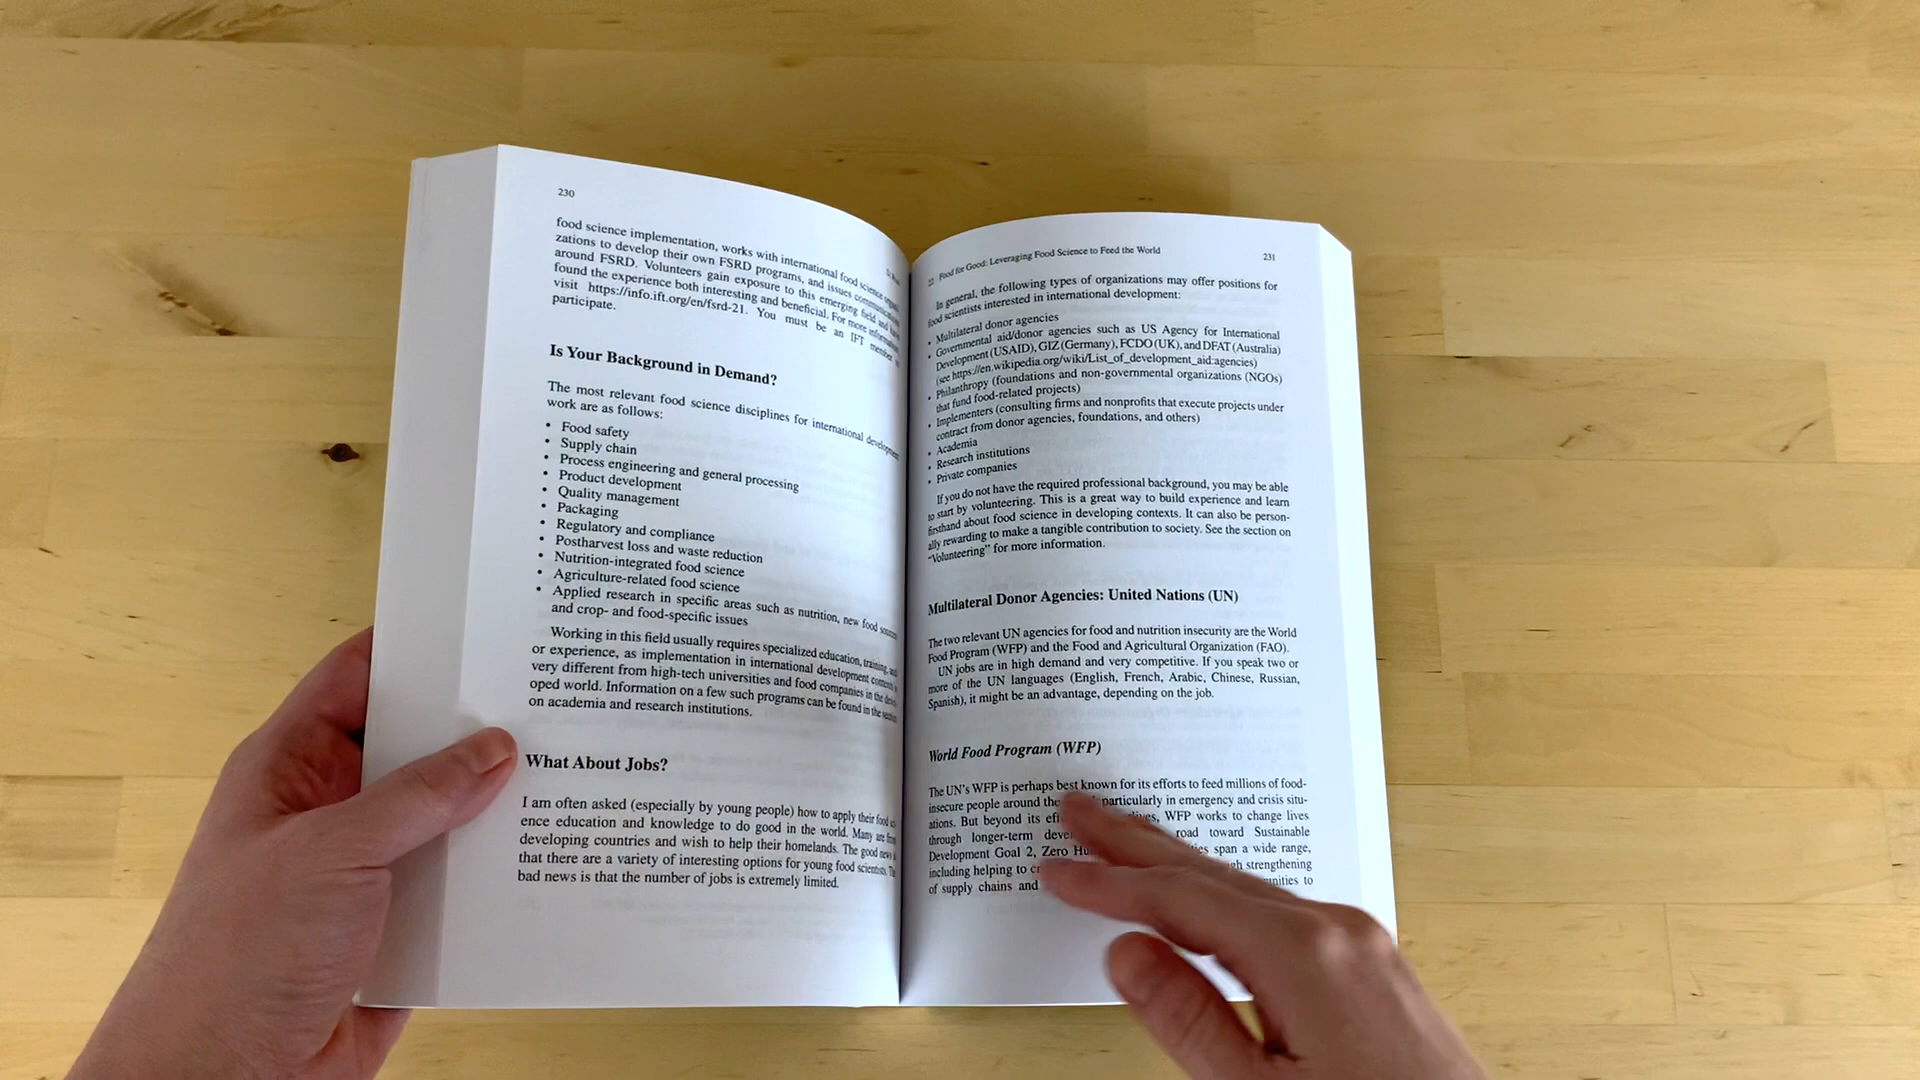 230
food science implementation, works with international food science
zations to develop their own FSRD programs, and issues
around FSRD. Volunteers gain exposure to this emerging field and
found the experience both interesting and beneficial. For more information
visit https://info.ift.org/en/fsrd-21. You must be an IFT member
participate.
Is Your Background in Demand?
The most relevant food science disciplines for international development
work are as follows:
• Food safety
• Supply chain
• Process engineering and general processing
• Product development
• Quality management
• Packaging
• Regulatory and compliance
• Postharvest loss and waste reduction
• Nutrition-integrated food science
• Agriculture-related food science
• Applied research in specific areas such as nutrition, new food
and crop- and food-specific issues
Working in this field usually requires specialized education, training,
or experience, as implementation in international development
very different from high-tech universities and food companies in the
oped world. Information on a few such programs can be found in the section
on academia and research institutions.
What About Jobs?
I am often asked (especially by young people) how to apply their food
ence education and knowledge to do good in the world. Many are from
developing countries and wish to help their homelands. The good news
that there are a variety of interesting options for young food scientists. The
bad news is that the number of jobs is extremely limited.
22 Food for Good: Leveraging Food Science to Feed the World 231
In general, the following types of organizations may offer positions for
food scientists interested in international development:
• Multilateral donor agencies
• Governmental aid/donor agencies such as US Agency for International
Development (USAID), GIZ (Germany), FCDO (UK), and DFAT (Australia)
(see https://en.wikipedia.org/wiki/List_of_development_aid:agencies)
• Philanthropy (foundations and non-governmental organizations (NGOs)
that fund food-related projects)
• Implementers (consulting firms and nonprofits that execute projects under
contract from donor agencies, foundations, and others)
• Academia
• Research institutions
• Private companies
If you do not have the required professional background, you may be able
to start by volunteering. This is a great way to build experience and learn
firsthand about food science in developing contexts. It can also be person-
ally rewarding to make a tangible contribution to society. See the section on
"Volunteering" for more information.
Multilateral Donor Agencies: United Nations (UN)
The two relevant UN agencies for food and nutrition insecurity are the World
Food Program (WFP) and the Food and Agricultural Organization (FAO).
UN jobs are in high demand and very competitive. If you speak two or
more of the UN languages (English, French, Arabic, Chinese, Russian,
Spanish), it might be an advantage, depending on the job.
World Food Program (WFP)
The UN's WFP is perhaps best known for its efforts to feed millions of food-
insecure people around the particularly in emergency and crisis situ-
ations. But beyond its lives, WFP works to change lives
through longer-term road toward Sustainable
Development Goal 2, Zero span a wide range,
including helping to strengthening
of supply chains and to